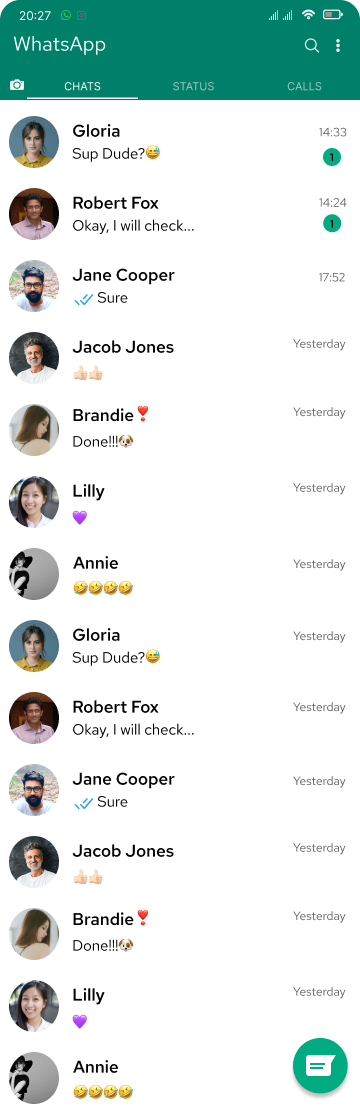 20:27
WhatsApp
CHATS STATUS CALLS
Gloria 14:33
Sup Dude?😅 1
Robert Fox 14:24
Okay, I will check... 1
Jane Cooper 17:52
Sure
Jacob Jones Yesterday
👍🏻👍🏻
Brandie❣️ Yesterday
Done!!!🐶
Lilly Yesterday
💜
Annie Yesterday
🤣🤣🤣🤣
Gloria Yesterday
Sup Dude?😅
Robert Fox Yesterday
Okay, I will check...
Jane Cooper Yesterday
Sure
Jacob Jones Yesterday
👍🏻👍🏻
Brandie❣️ Yesterday
Done!!!🐶
Lilly Yesterday
💜
Annie
🤣🤣🤣🤣